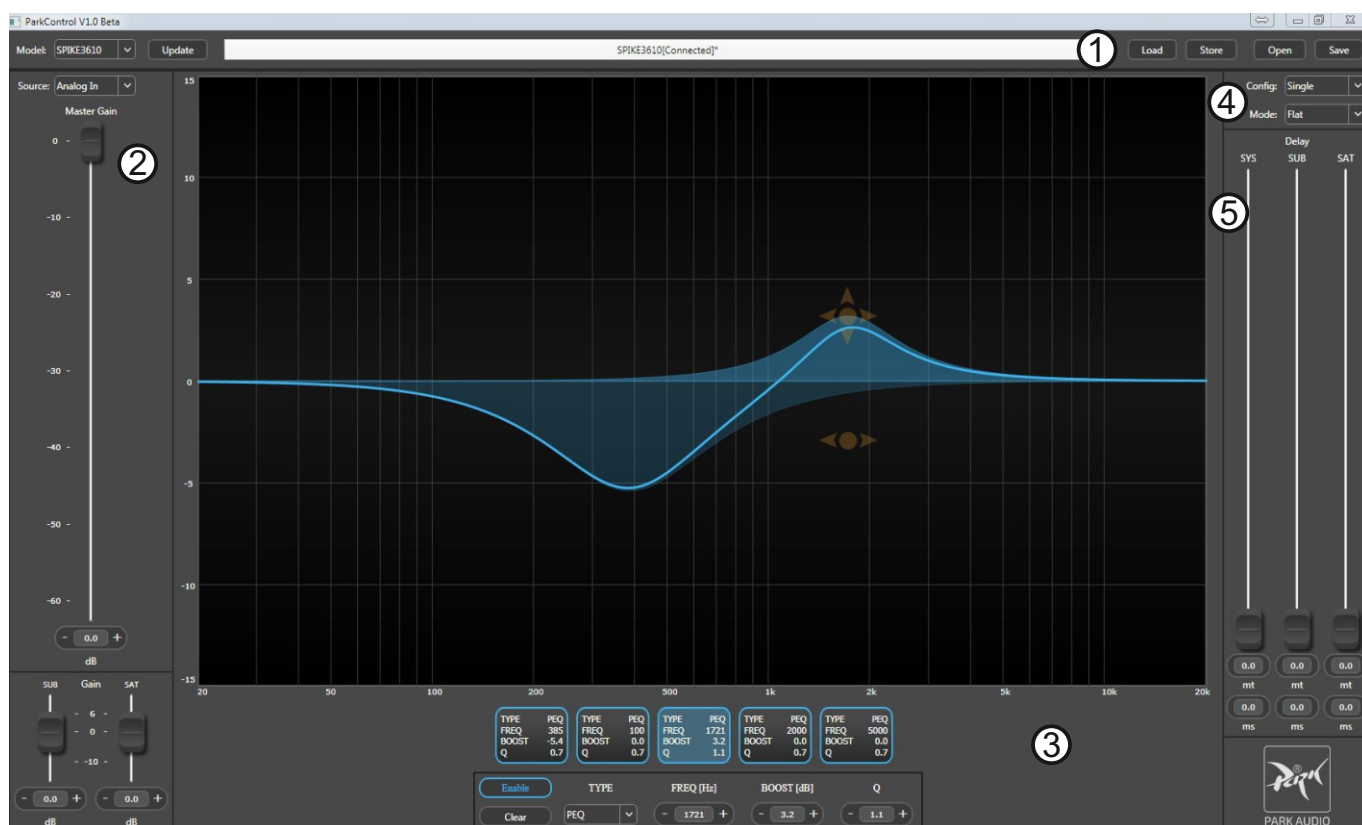 ParkControl V1.0 Beta
Model: SPIKE3610 Update SPIKE3610[Connected]* 1 Load Store Open Save
Source: Analog In
Master Gain
2
0 -
-10 -
-20 -
-30 -
-40 -
-50 -
-60 -
- 0.0 +
dB
SUB Gain SAT
- 6 -
- 0 -
- -10 -
- 0.0 + - 0.0 +
dB dB
15
10
5
0
-5
-10
-15
20 50 100 200 500 1k 2k 5k 10k 20k
TYPE PEQ
FREQ 385
BOOST -5.4
Q 0.7
TYPE PEQ
FREQ 100
BOOST 0.0
Q 0.7
TYPE PEQ
FREQ 1721
BOOST 3.2
Q 1.1
TYPE PEQ
FREQ 2000
BOOST 0.0
Q 0.7
TYPE PEQ
FREQ 5000
BOOST 0.0
Q 0.7
3
Enable TYPE FREQ [Hz] BOOST [dB] Q
Clear PEQ - 1721 + - 3.2 + - 1.1 +
4
Config: Single
Mode: Flat
Delay
SYS SUB SAT
5
0.0 0.0 0.0
mt mt mt
0.0 0.0 0.0
ms ms ms
PARK ®
PARK AUDIO